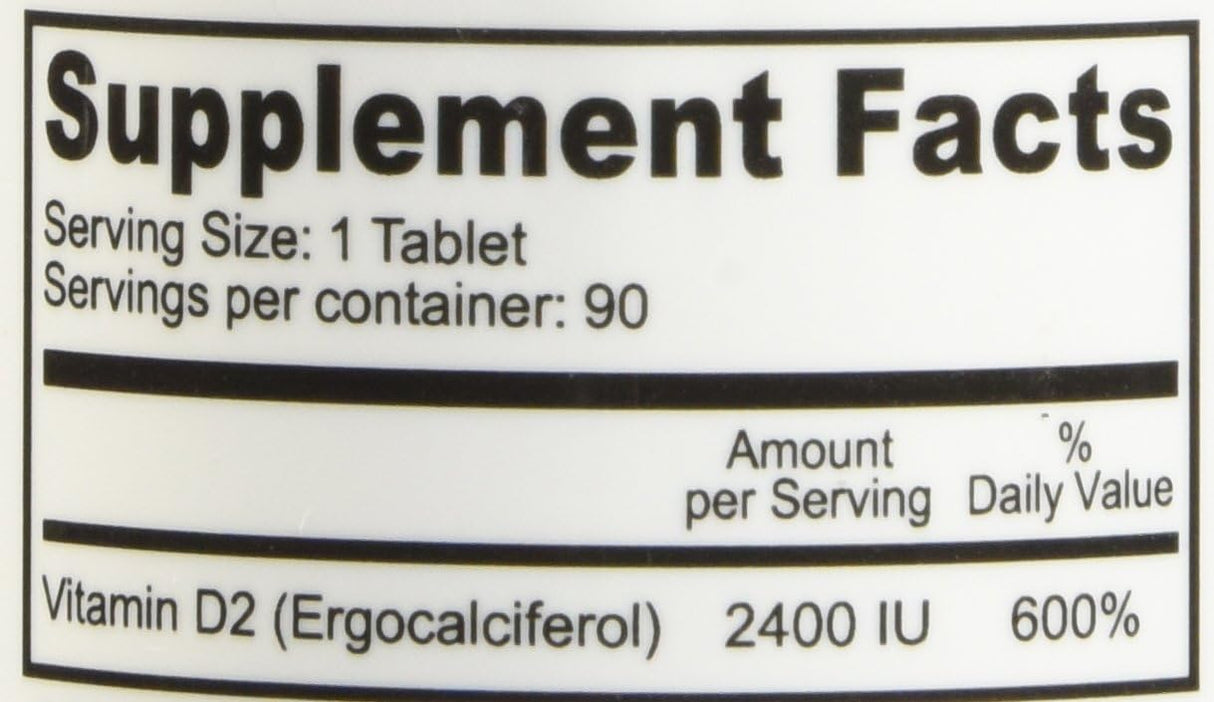 Supplement Facts
Serving Size: 1 Tablet
Servings per container: 90
Amount per Serving % Daily Value
Vitamin D2 (Ergocalciferol) 2400 IU 600%